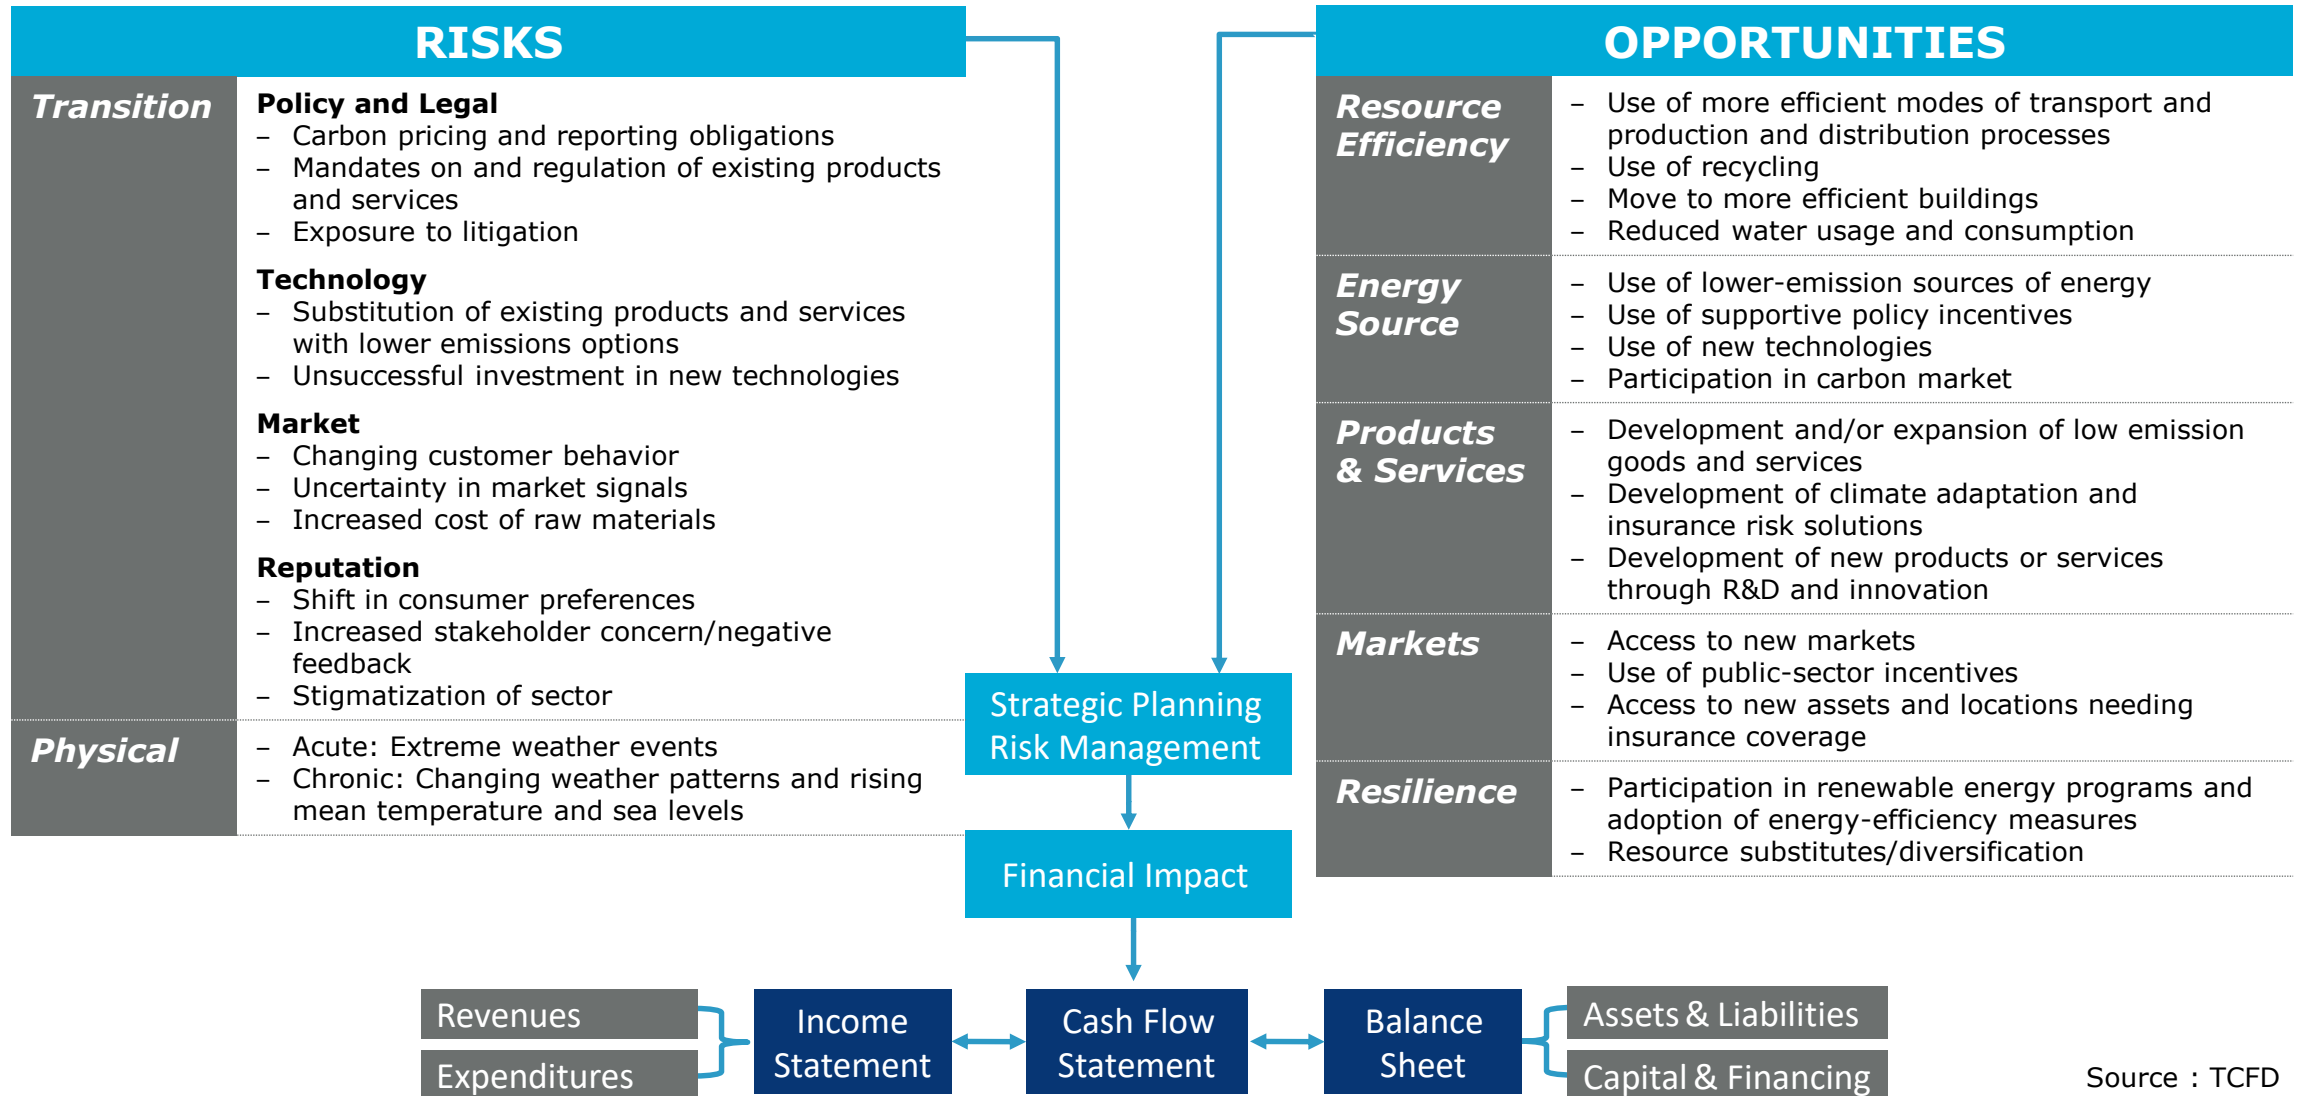 RISKS
Transition
Policy and Legal
– Carbon pricing and reporting obligations
– Mandates on and regulation of existing products
and services
– Exposure to litigation
Technology
– Substitution of existing products and services
with lower emissions options
– Unsuccessful investment in new technologies
Market
– Changing customer behavior
– Uncertainty in market signals
– Increased cost of raw materials
Reputation
– Shift in consumer preferences
– Increased stakeholder concern/negative
feedback
– Stigmatization of sector
Physical
– Acute: Extreme weather events
– Chronic: Changing weather patterns and rising
mean temperature and sea levels
OPPORTUNITIES
Resource
Efficiency
– Use of more efficient modes of transport and
production and distribution processes
– Use of recycling
– Move to more efficient buildings
– Reduced water usage and consumption
Energy
Source
– Use of lower-emission sources of energy
– Use of supportive policy incentives
– Use of new technologies
– Participation in carbon market
Products
& Services
– Development and/or expansion of low emission
goods and services
– Development of climate adaptation and
insurance risk solutions
– Development of new products or services
through R&D and innovation
Markets
– Access to new markets
– Use of public-sector incentives
– Access to new assets and locations needing
insurance coverage
Resilience
– Participation in renewable energy programs and
adoption of energy-efficiency measures
– Resource substitutes/diversification
Strategic Planning
Risk Management
Financial Impact
Revenues
Expenditures
Income
Statement
Cash Flow
Statement
Balance
Sheet
Assets & Liabilities
Capital & Financing
Source : TCFD